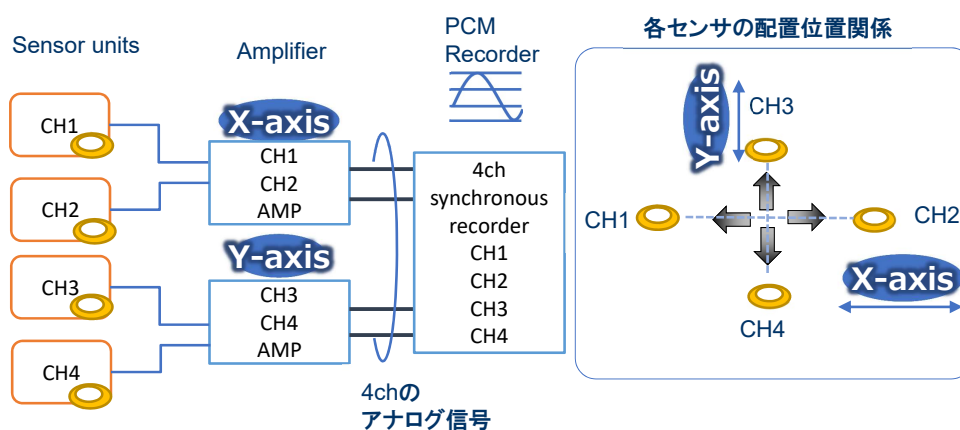 Sensor units
CH1
CH2
CH3
CH4
Amplifier
X-axis
CH1
CH2
AMP
Y-axis
CH3
CH4
AMP
4chの
アナログ信号
PCM
Recorder
4ch
synchronous
recorder
CH1
CH2
CH3
CH4
各センサの配置位置関係
Y-axis
CH3
CH1
CH2
X-axis
CH4